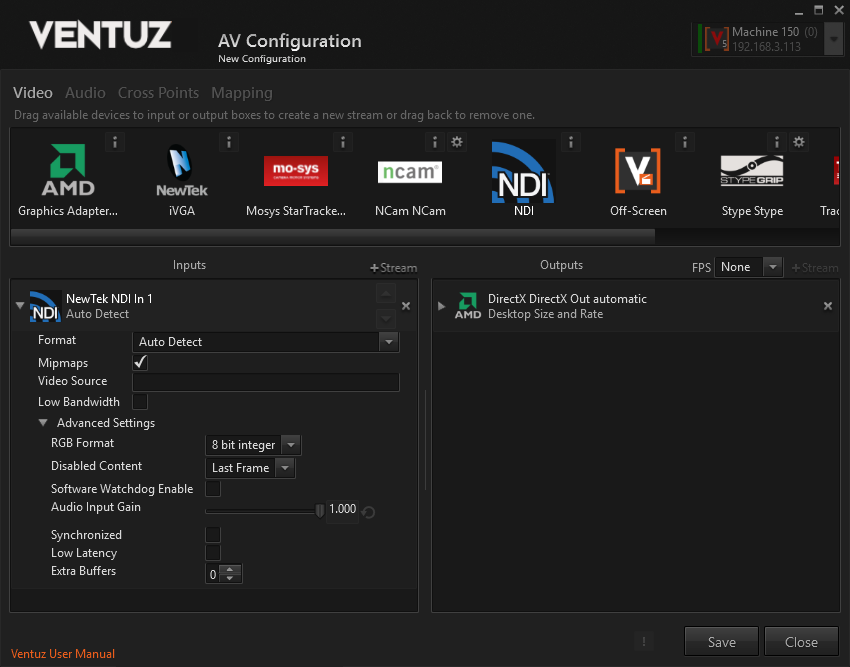 VENTUZ
AV Configuration
New Configuration
Machine 150 (0)
192.168.3.113
Video Audio Cross Points Mapping
Drag available devices to input or output boxes to create a new stream or drag back to remove one.
AMD
NewTek
mo-sys
ncam
NDI
STYPEGRIP
Graphics Adapter... iVGA Mosys StarTracke... NCam NCam NDI Off-Screen Stype Stype Trac
Inputs
+Stream
Outputs
FPS None
+Stream
NDI
NewTek NDI In 1
Auto Detect
Format Auto Detect
Mipmaps
Video Source
Low Bandwidth
Advanced Settings
RGB Format 8 bit integer
Disabled Content Last Frame
Software Watchdog Enable
Audio Input Gain 1.000
Synchronized
Low Latency
Extra Buffers 0
AMD
DirectX DirectX Out automatic
Desktop Size and Rate
Ventuz User Manual
! Save Close